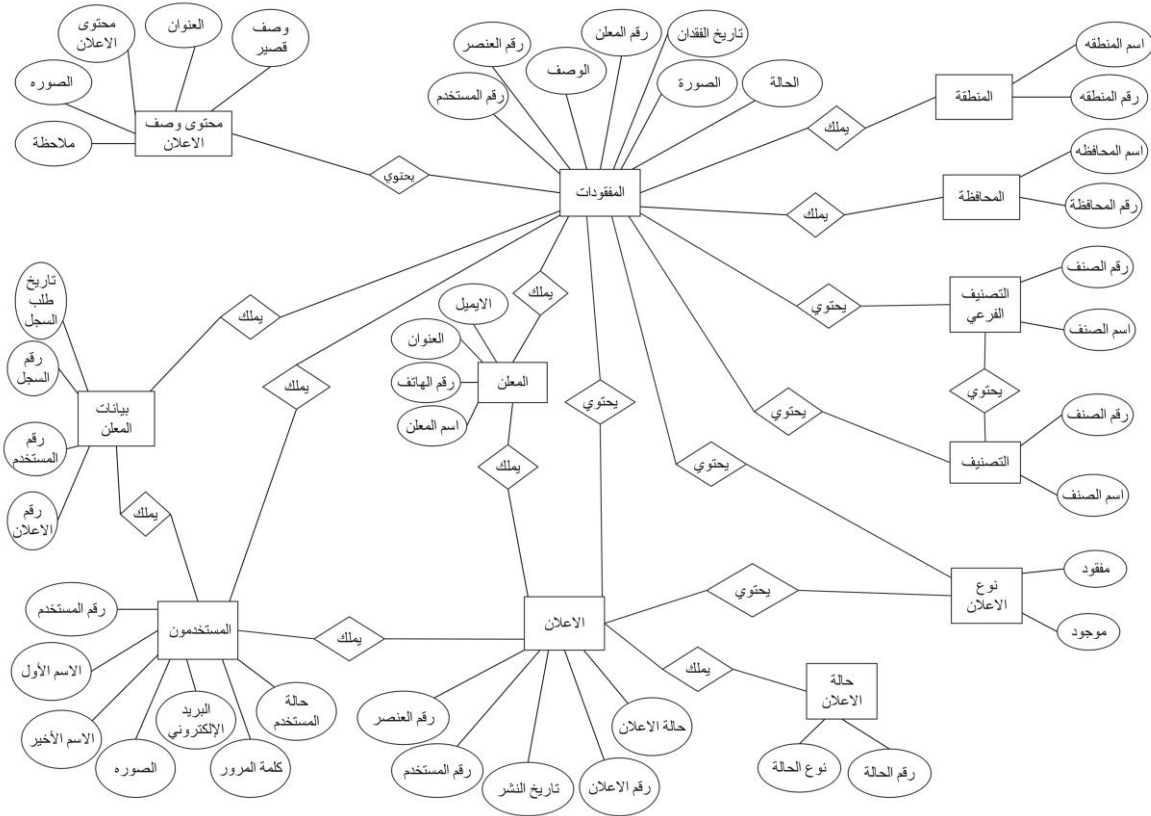 محتوى
الاعلان
العنوان
وصف
قصير
الصوره
محتوى وصف
الاعلان
ملاحظة
يحتوي
رقم العنصر
رقم المعلن
تاريخ الفقدان
الوصف
رقم المستخدم
الصورة
الحالة
المفقودات
يملك
المنطقة
اسم المنطقه
رقم المنطقه
يملك
المحافظة
اسم المحافظه
رقم المحافظة
يحتوي
التصنيف
الفرعي
رقم الصنف
اسم الصنف
يحتوي
يحتوي
التصنيف
رقم الصنف
اسم الصنف
تاريخ
طلب
السجل
رقم
السجل
بيانات
المعلن
رقم
المستخدم
رقم
الاعلان
يملك
يملك
يملك
يملك
الايميل
العنوان
رقم الهاتف
اسم المعلن
المعلن
يملك
يحتوي
يحتوي
نوع
الاعلان
مفقود
موجود
يحتوي
رقم المستخدم
المستخدمون
الاسم الأول
الاسم الأخير
الصوره
البريد
الإلكتروني
كلمة المرور
حالة
المستخدم
يملك
الاعلان
رقم العنصر
رقم المستخدم
تاريخ النشر
رقم الاعلان
حالة الاعلان
يملك
حالة
الاعلان
نوع الحالة
رقم الحالة